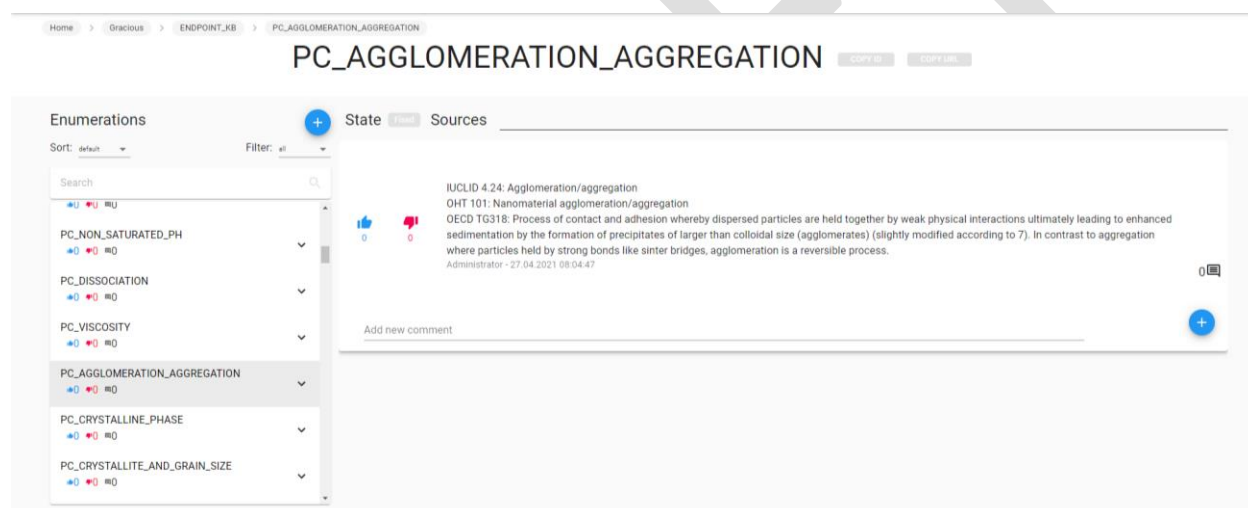 Home > Gracious > ENDPOINT_KB > PC_AGGLOMERATION_AGGREGATION
PC_AGGLOMERATION_AGGREGATION COPY ID COPY URL
Enumerations
Sort: default
Filter: all
Search
0 0 0
PC_NON_SATURATED_PH
0 0 0
PC_DISSOCIATION
0 0 0
PC_VISCOSITY
0 0 0
PC_AGGLOMERATION_AGGREGATION
0 0 0
PC_CRYSTALLINE_PHASE
0 0 0
PC_CRYSTALLITE_AND_GRAIN_SIZE
0 0 0
State Fixed Sources
IUCLID 4.24: Agglomeration/aggregation
OHT 101: Nanomaterial agglomeration/aggregation
OECD TG318: Process of contact and adhesion whereby dispersed particles are held together by weak physical interactions ultimately leading to enhanced
sedimentation by the formation of precipitates of larger than colloidal size (agglomerates) (slightly modified according to 7). In contrast to aggregation
where particles held by strong bonds like sinter bridges, agglomeration is a reversible process.
Administrator - 27.04.2021 08:04:47
0 0
0
Add new comment